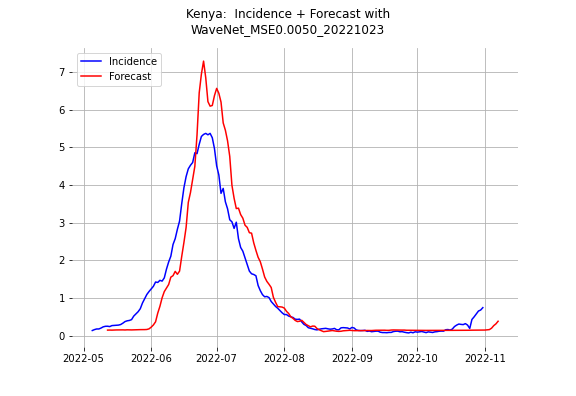 Kenya:  Incidence + Forecast with
WaveNet_MSE0.0050_20221023
Incidence
Forecast
7
6
5
4
3
2
1
0
2022-05 2022-06 2022-07 2022-08 2022-09 2022-10 2022-11